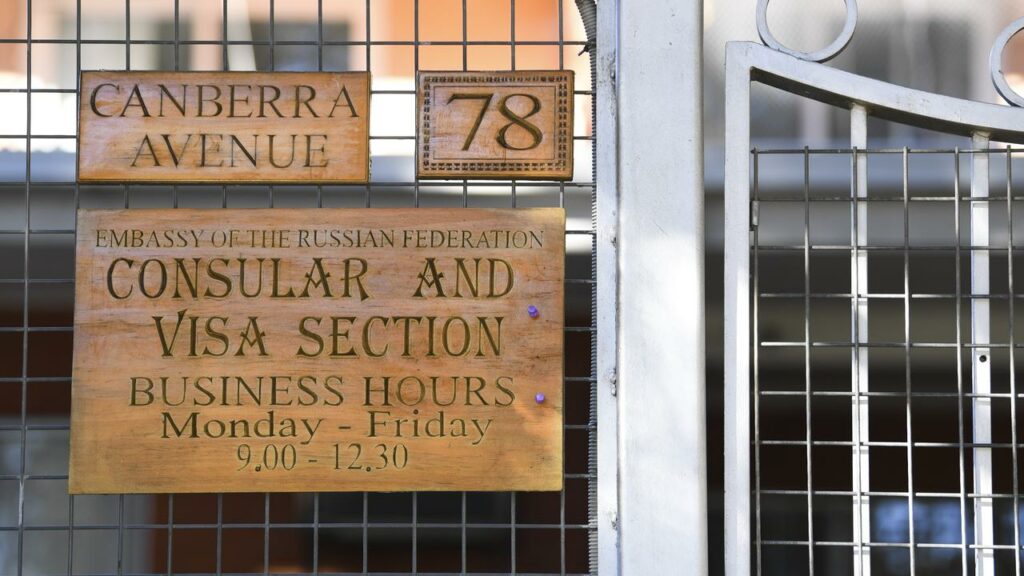 CANBERRA
AVENUE
78
EMBASSY OF THE RUSSIAN FEDERATION
CONSULAR AND
VISA SECTION
BUSINESS HOURS
Monday - Friday
9.00 - 12.30